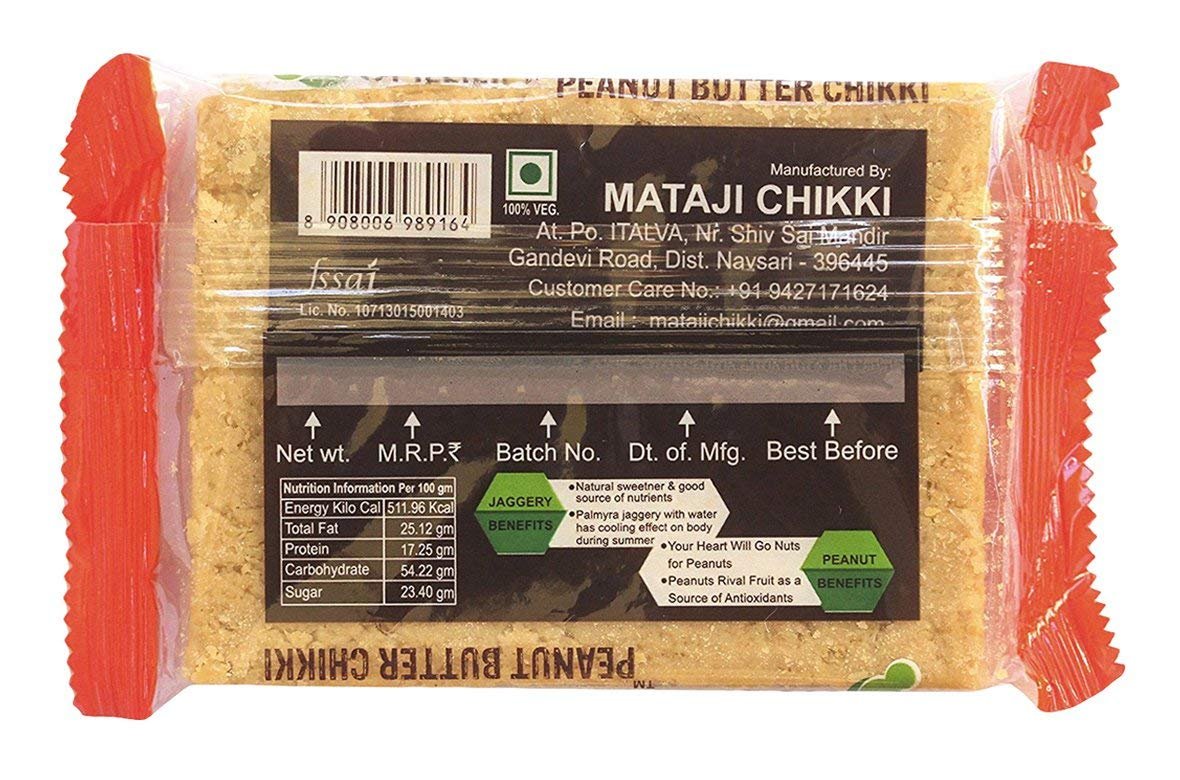 PEANUT BUTTER CHIKKI
8 908006 989164
100% VEG.
fssai
Lic. No. 10713015001403
Manufactured By:
MATAJI CHIKKI
At. Po. ITALVA, Nr. Shiv Sai Mandir
Gandevi Road, Dist. Navsari - 396445
Customer Care No.: +91 9427171624
Email : matajichikki@gmail.com
Net wt.
M.R.P.₹
Batch No.
Dt. of Mfg.
Best Before
Nutrition Information Per 100 gm
Energy Kilo Cal 511.96 Kcal
Total Fat 25.12 gm
Protein 17.25 gm
Carbohydrate 54.22 gm
Sugar 23.40 gm
JAGGERY
BENEFITS
•Natural sweetener & good
source of nutrients
•Palmyra jaggery with water
has cooling effect on body
during summer
•Your Heart Will Go Nuts
for Peanuts
•Peanuts Rival Fruit as a
Source of Antioxidants
PEANUT
BENEFITS
PEANUT BUTTER CHIKKI™